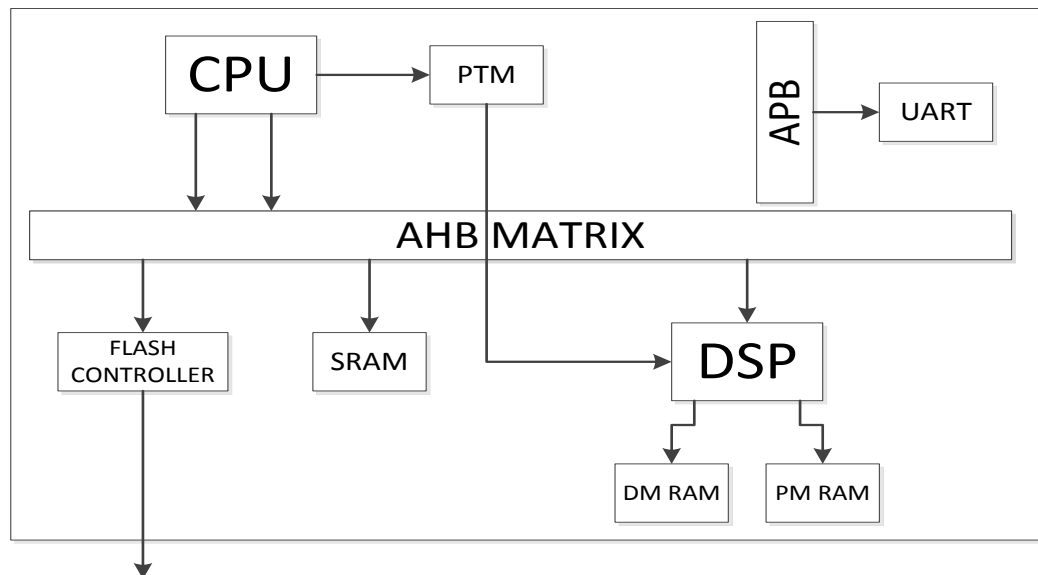 CPU
PTM
APB
UART
AHB MATRIX
FLASH
CONTROLLER
SRAM
DSP
DM RAM
PM RAM